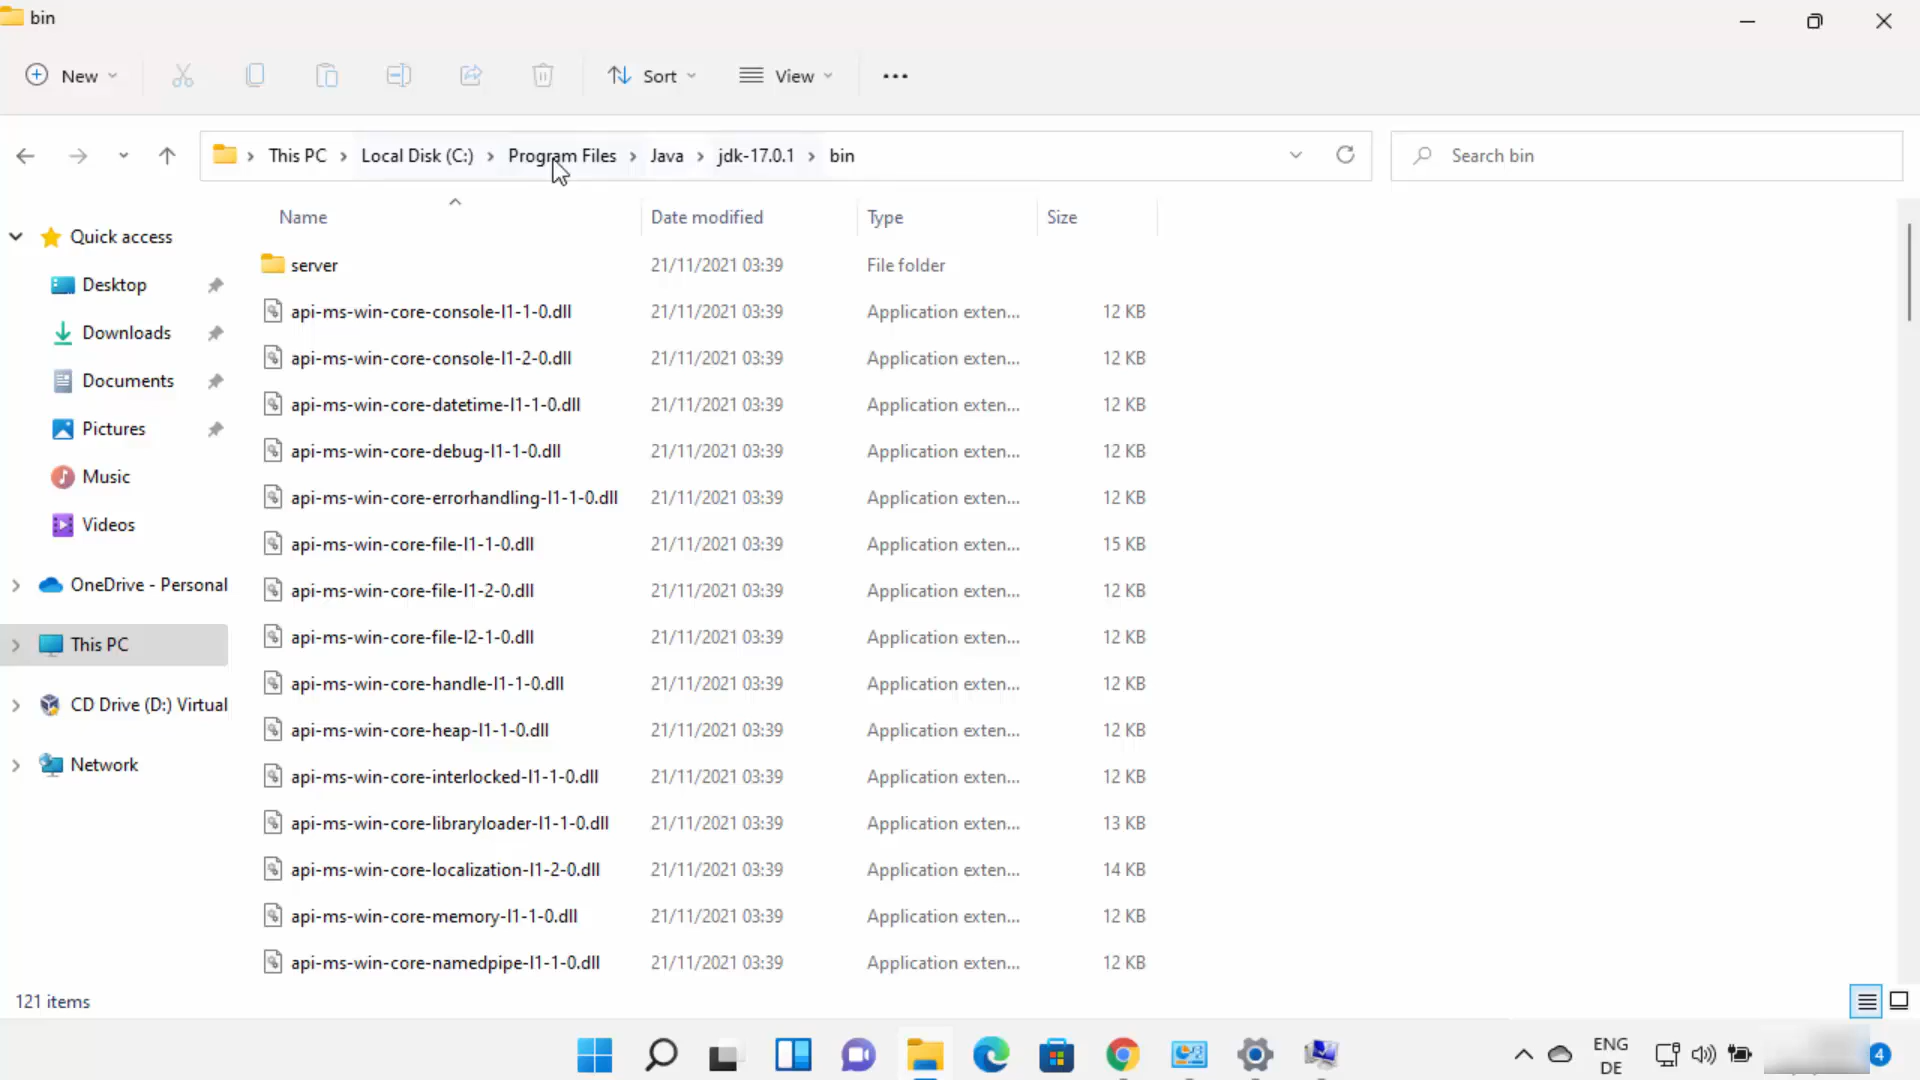 bin
New
Sort
View
This PC > Local Disk (C:) > Program Files > Java > jdk-17.0.1 > bin
Search bin
Name Date modified Type Size
Quick access
Desktop
Downloads
Documents
Pictures
Music
Videos
OneDrive - Personal
This PC
CD Drive (D:) Virtual
Network
server 21/11/2021 03:39 File folder
api-ms-win-core-console-l1-1-0.dll 21/11/2021 03:39 Application exten... 12 KB
api-ms-win-core-console-l1-2-0.dll 21/11/2021 03:39 Application exten... 12 KB
api-ms-win-core-datetime-l1-1-0.dll 21/11/2021 03:39 Application exten... 12 KB
api-ms-win-core-debug-l1-1-0.dll 21/11/2021 03:39 Application exten... 12 KB
api-ms-win-core-errorhandling-l1-1-0.dll 21/11/2021 03:39 Application exten... 12 KB
api-ms-win-core-file-l1-1-0.dll 21/11/2021 03:39 Application exten... 15 KB
api-ms-win-core-file-l1-2-0.dll 21/11/2021 03:39 Application exten... 12 KB
api-ms-win-core-file-l2-1-0.dll 21/11/2021 03:39 Application exten... 12 KB
api-ms-win-core-handle-l1-1-0.dll 21/11/2021 03:39 Application exten... 12 KB
api-ms-win-core-heap-l1-1-0.dll 21/11/2021 03:39 Application exten... 12 KB
api-ms-win-core-interlocked-l1-1-0.dll 21/11/2021 03:39 Application exten... 12 KB
api-ms-win-core-libraryloader-l1-1-0.dll 21/11/2021 03:39 Application exten... 13 KB
api-ms-win-core-localization-l1-2-0.dll 21/11/2021 03:39 Application exten... 14 KB
api-ms-win-core-memory-l1-1-0.dll 21/11/2021 03:39 Application exten... 12 KB
api-ms-win-core-namedpipe-l1-1-0.dll 21/11/2021 03:39 Application exten... 12 KB
121 items
ENG
DE
4